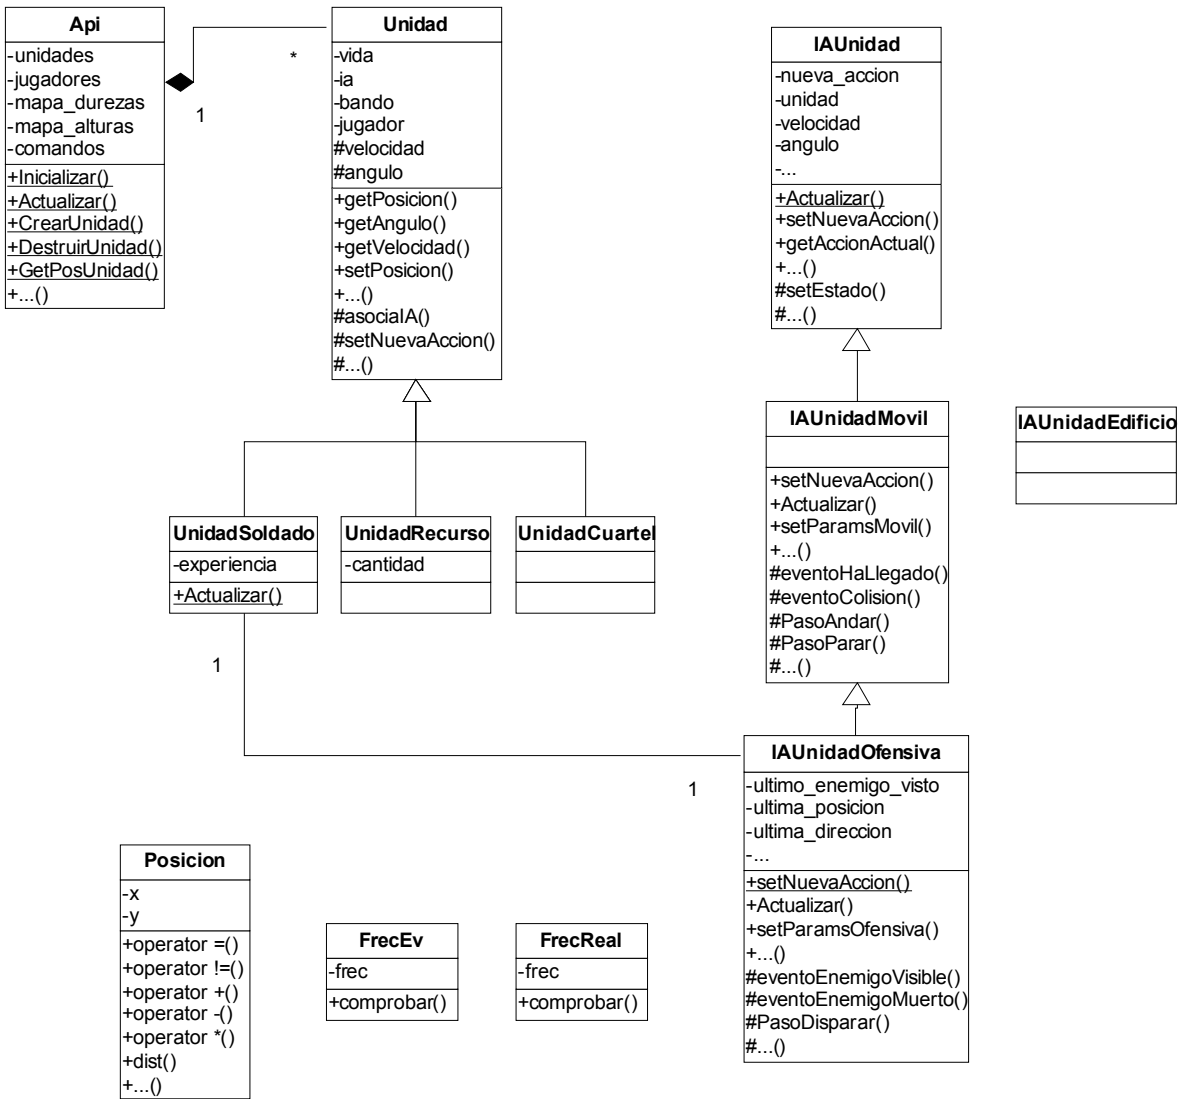 Api
-unidades
-jugadores
-mapa_durezas
-mapa_alturas
-comandos
+Inicializar()
+Actualizar()
+CrearUnidad()
+DestruirUnidad()
+GetPosUnidad()
+...()
1
*
Unidad
-vida
-ia
-bando
-jugador
#velocidad
#angulo
+getPosicion()
+getAngulo()
+getVelocidad()
+setPosicion()
+...()
#asociaIA()
#setNuevaAccion()
#...()
IAUnidad
-nueva_accion
-unidad
-velocidad
-angulo
-...
+Actualizar()
+setNuevaAccion()
+getAccionActual()
+...()
#setEstado()
#...()
IAUnidadMovil
+setNuevaAccion()
+Actualizar()
+setParamsMovil()
+...()
#eventoHaLlegado()
#eventoColision()
#PasoAndar()
#PasoParar()
#...()
IAUnidadEdificio
UnidadSoldado
-experiencia
+Actualizar()
UnidadRecurso
-cantidad
UnidadCuartel
1
1
IAUnidadOfensiva
-ultimo_enemigo_visto
-ultima_posicion
-ultima_direccion
-...
+setNuevaAccion()
+Actualizar()
+setParamsOfensiva()
+...()
#eventoEnemigoVisible()
#eventoEnemigoMuerto()
#PasoDisparar()
#...()
Posicion
-x
-y
+operator =()
+operator !=()
+operator +()
+operator -()
+operator *()
+dist()
+...()
FrecEv
-frec
+comprobar()
FrecReal
-frec
+comprobar()